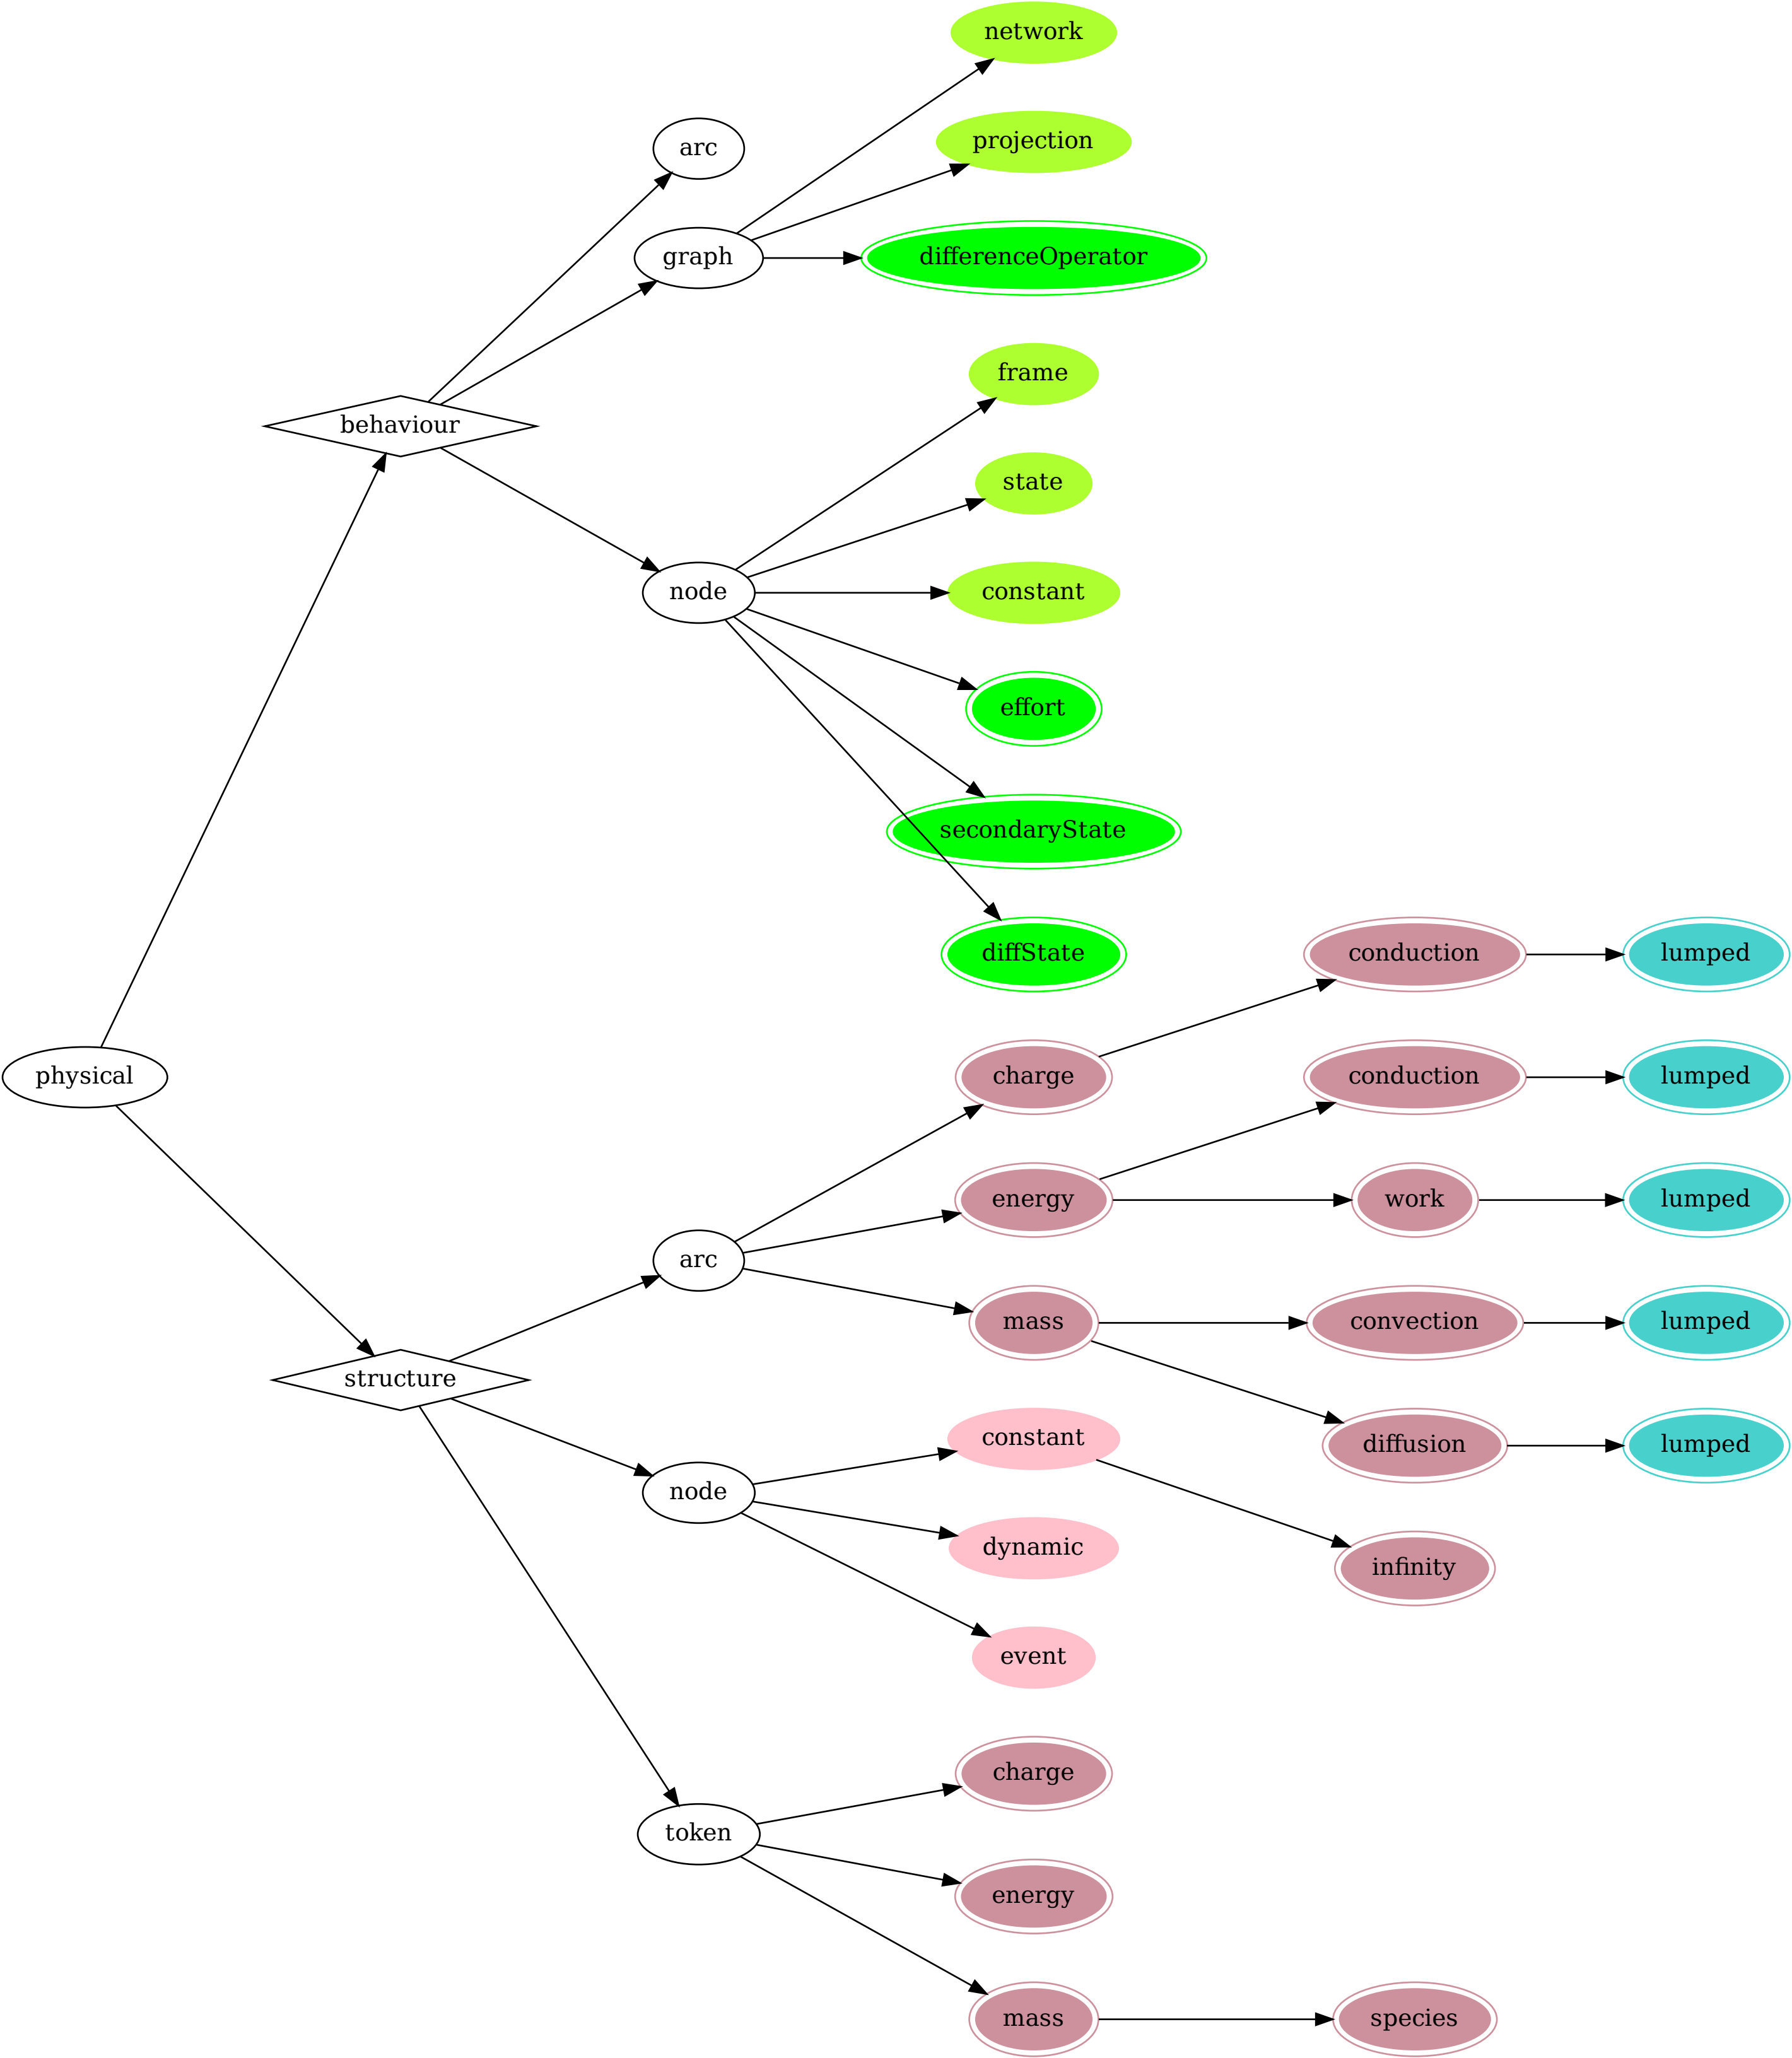 network
arc
projection
graph
differenceOperator
frame
behaviour
state
node
constant
effort
secondaryState
diffState
conduction
lumped
physical
charge
conduction
lumped
energy
work
lumped
arc
mass
convection
lumped
structure
constant
diffusion
lumped
node
dynamic
infinity
event
charge
token
energy
mass
species